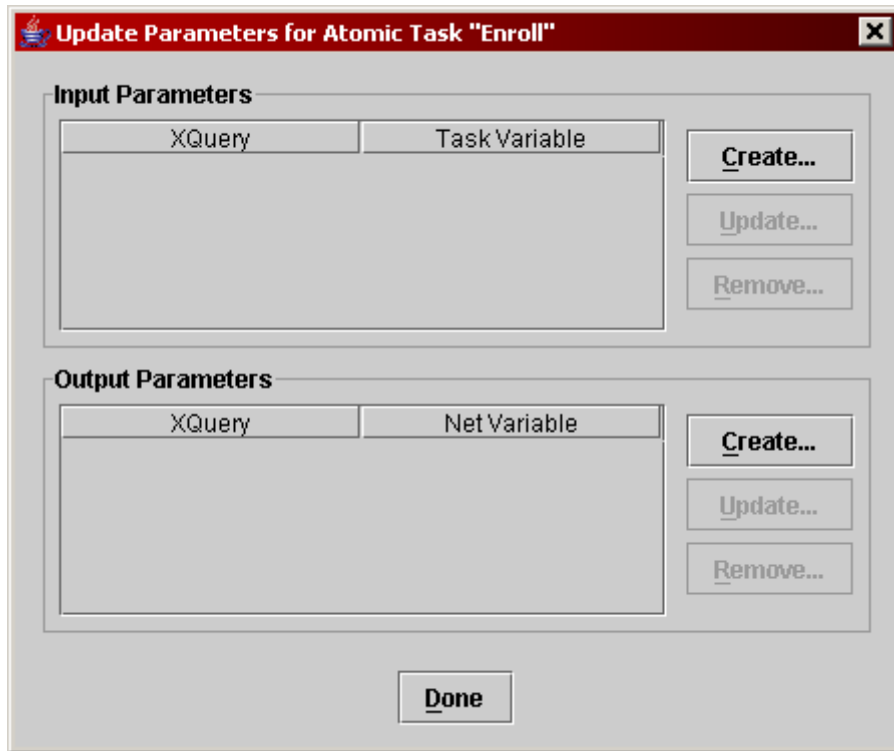 Update Parameters for Atomic Task "Enroll"
Input Parameters
XQuery Task Variable
Create...
Update...
Remove...
Output Parameters
XQuery Net Variable
Create...
Update...
Remove...
Done